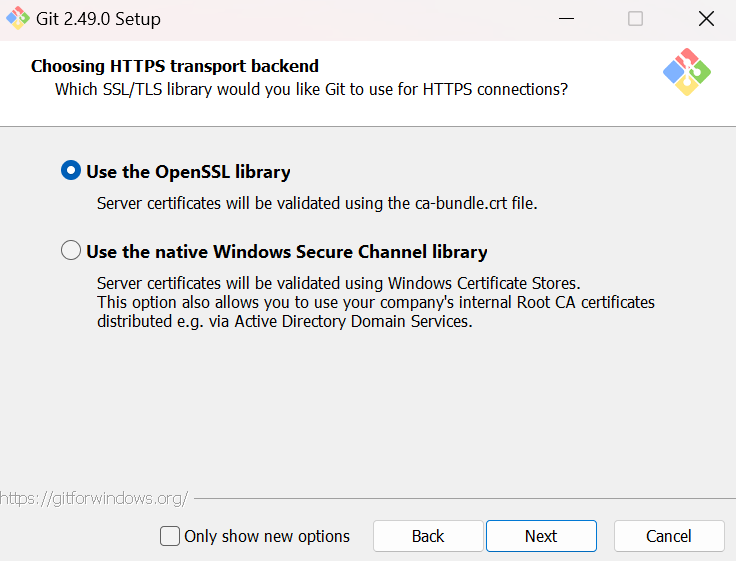 Git 2.49.0 Setup
Choosing HTTPS transport backend
Which SSL/TLS library would you like Git to use for HTTPS connections?
Use the OpenSSL library
Server certificates will be validated using the ca-bundle.crt file.
Use the native Windows Secure Channel library
Server certificates will be validated using Windows Certificate Stores.
This option also allows you to use your company's internal Root CA certificates
distributed e.g. via Active Directory Domain Services.
https://gitforwindows.org/
Only show new options
Back
Next
Cancel